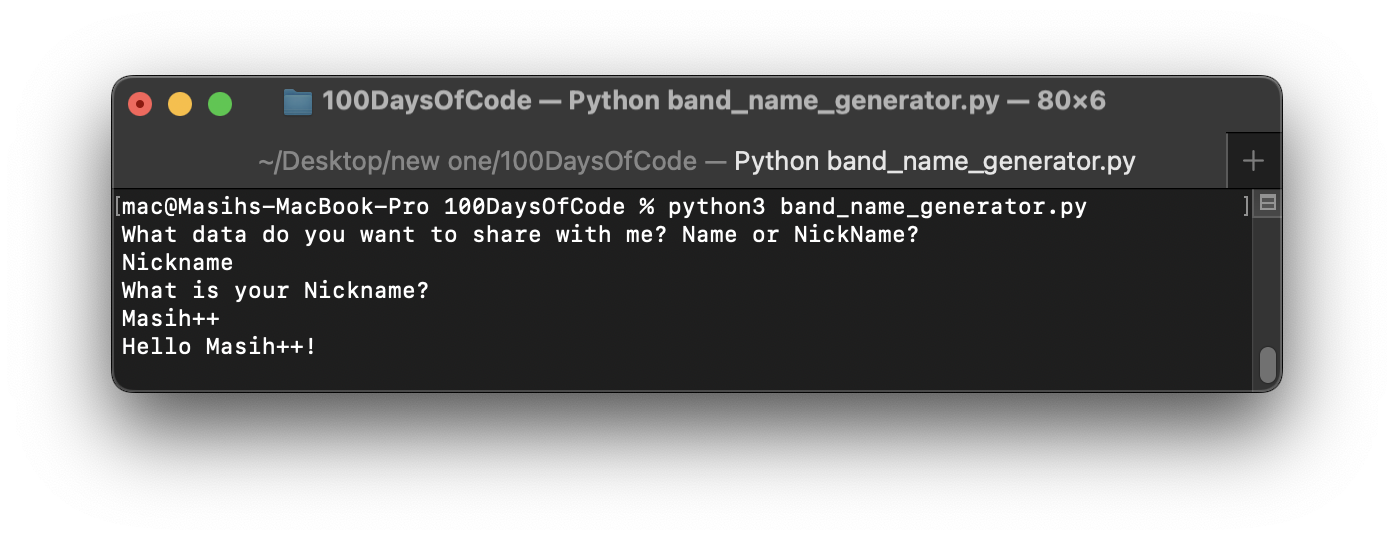 100DaysOfCode — Python band_name_generator.py — 80×6
~/Desktop/new one/100DaysOfCode — Python band_name_generator.py
[mac@Masihs-MacBook-Pro 100DaysOfCode % python3 band_name_generator.py ]
What data do you want to share with me? Name or NickName?
Nickname
What is your Nickname?
Masih++
Hello Masih++!